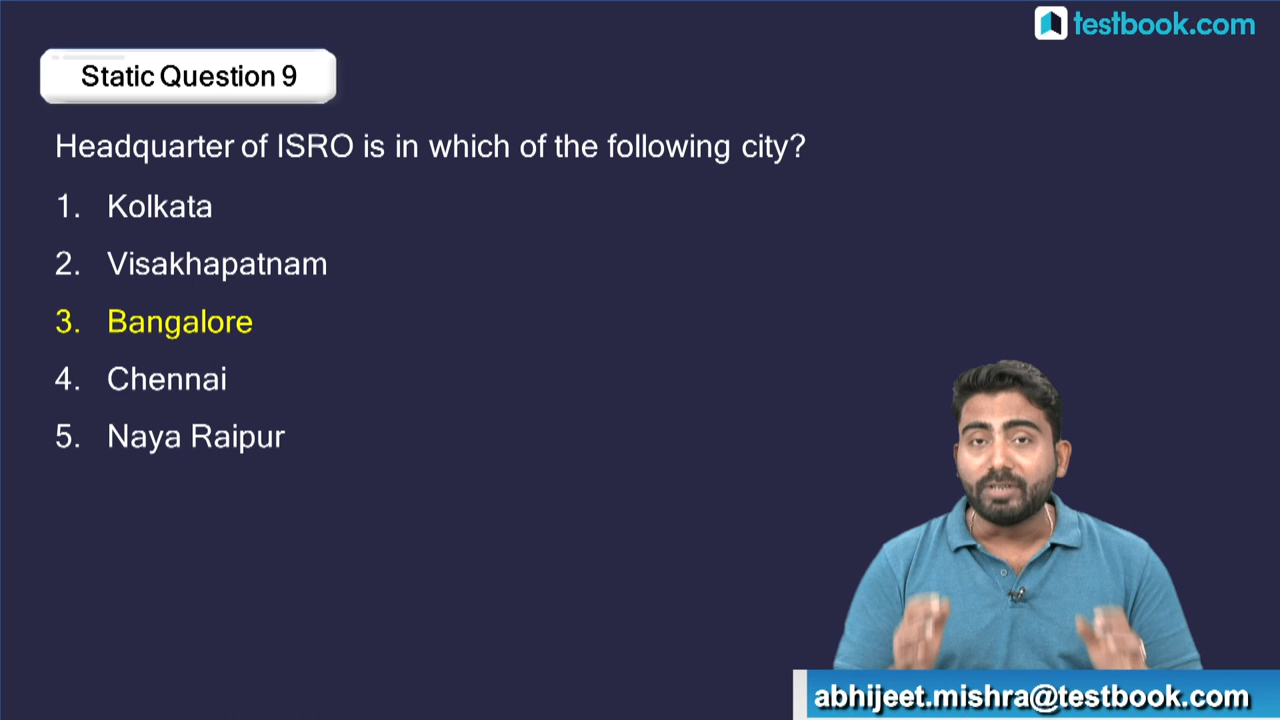 testbook.com
Static Question 9
Headquarter of ISRO is in which of the following city?
1. Kolkata
2. Visakhapatnam
3. Bangalore
4. Chennai
5. Naya Raipur
abhijeet.mishra@testbook.com